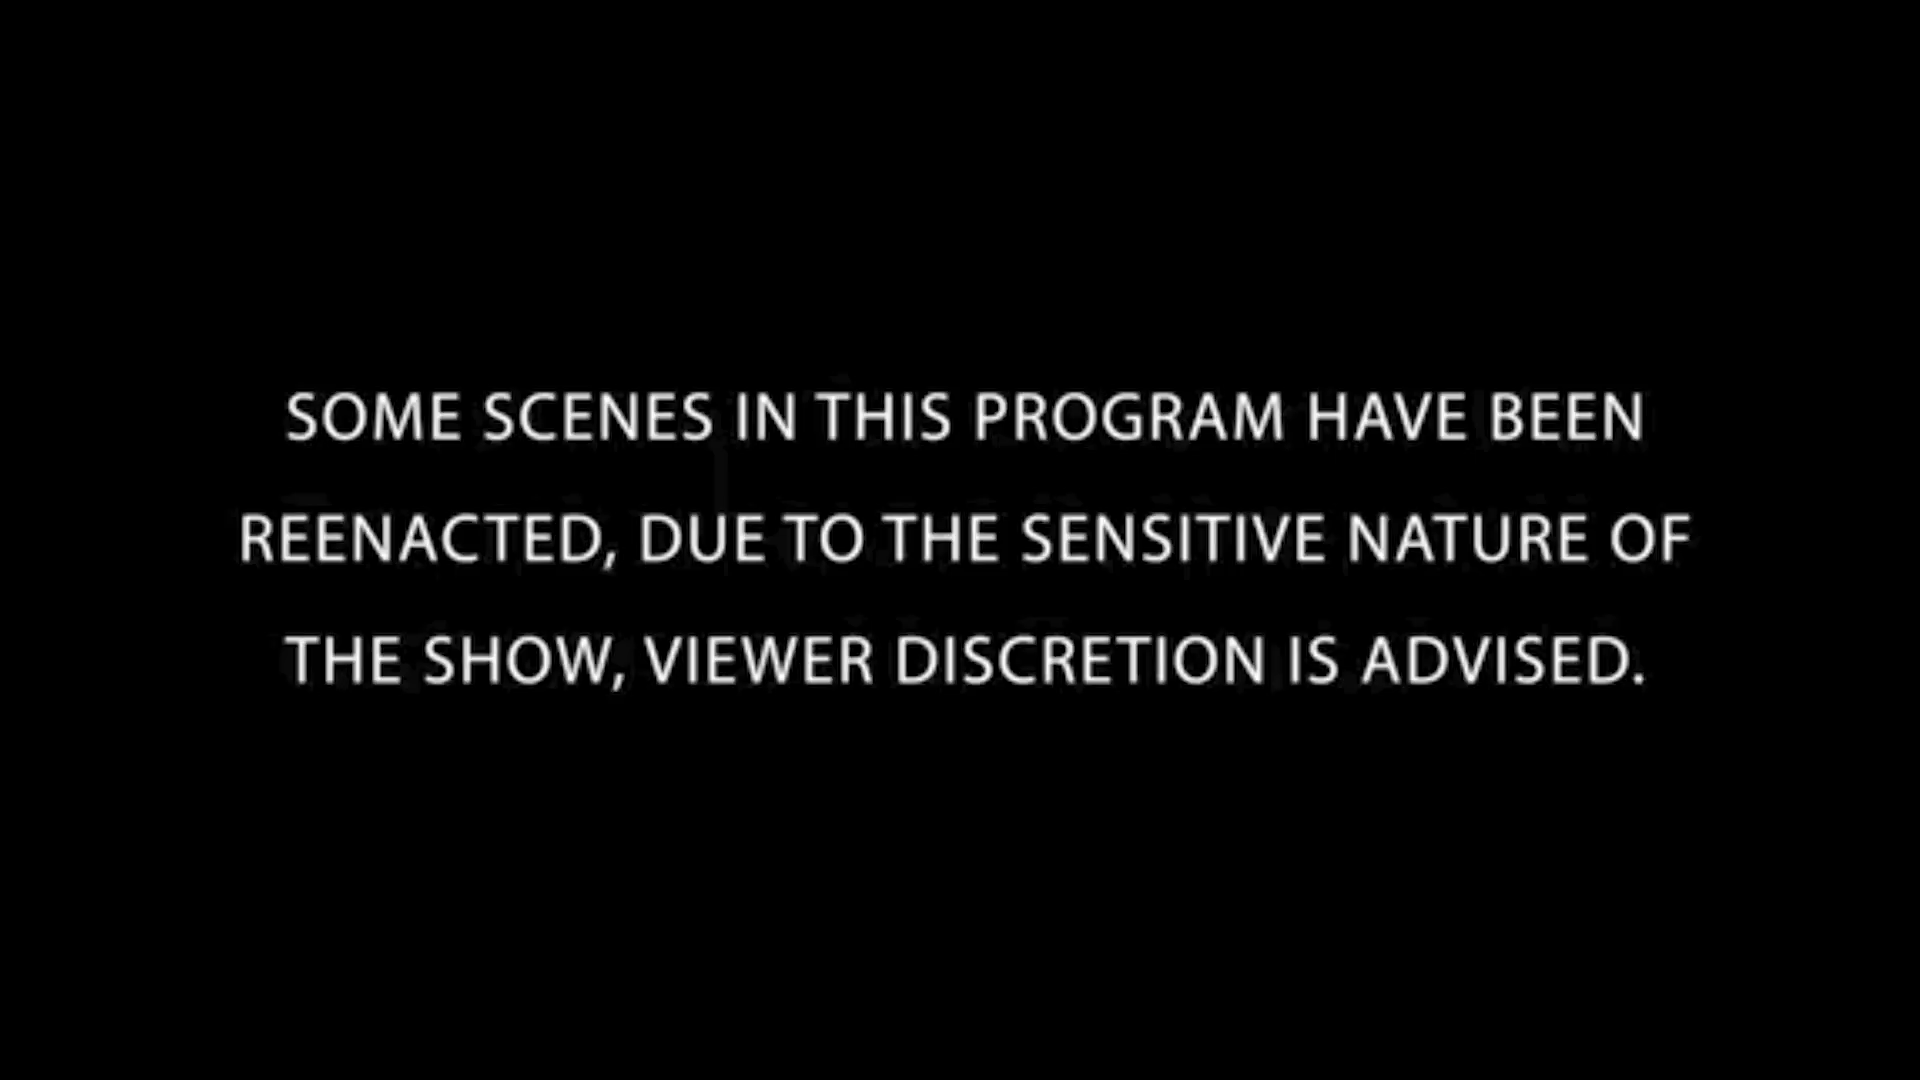 SOME SCENES IN THIS PROGRAM HAVE BEEN
REENACTED, DUE TO THE SENSITIVE NATURE OF
THE SHOW, VIEWER DISCRETION IS ADVISED.